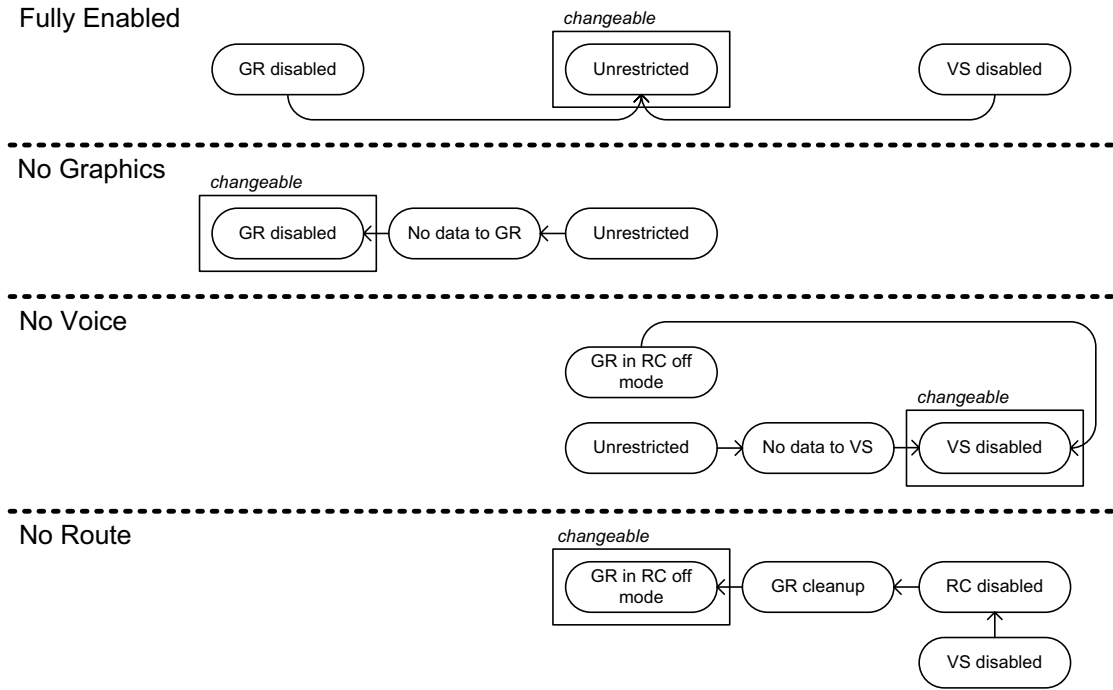 Fully Enabled
changeable
GR disabled
Unrestricted
VS disabled
No Graphics
changeable
GR disabled
No data to GR
Unrestricted
No Voice
GR in RC off
mode
changeable
Unrestricted
No data to VS
VS disabled
No Route
changeable
GR in RC off
mode
GR cleanup
RC disabled
VS disabled